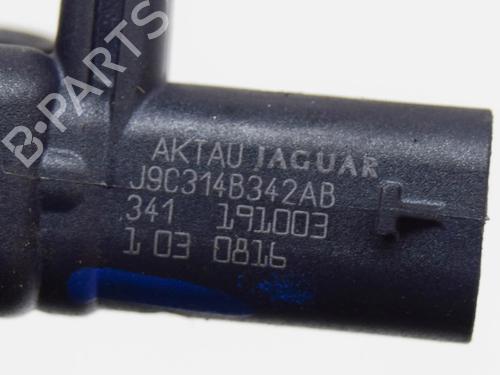 B-PARTS
AKTAU JAGUAR
J9C314B342AB
341 191003
1 03 0816